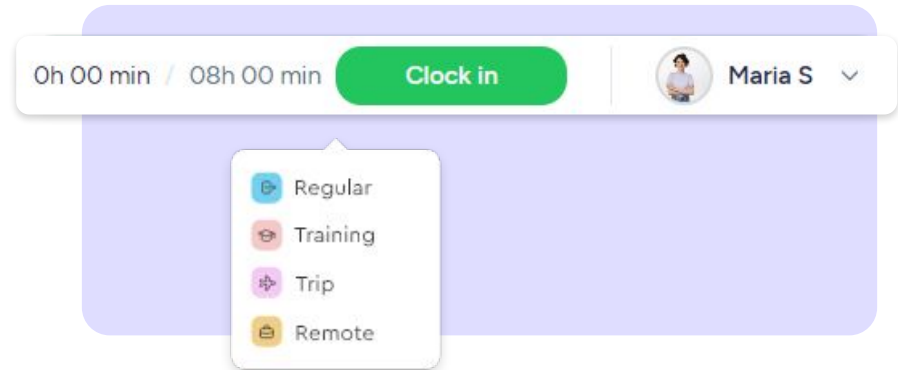 0h 00 min / 08h 00 min Clock in Maria S
Regular
Training
Trip
Remote